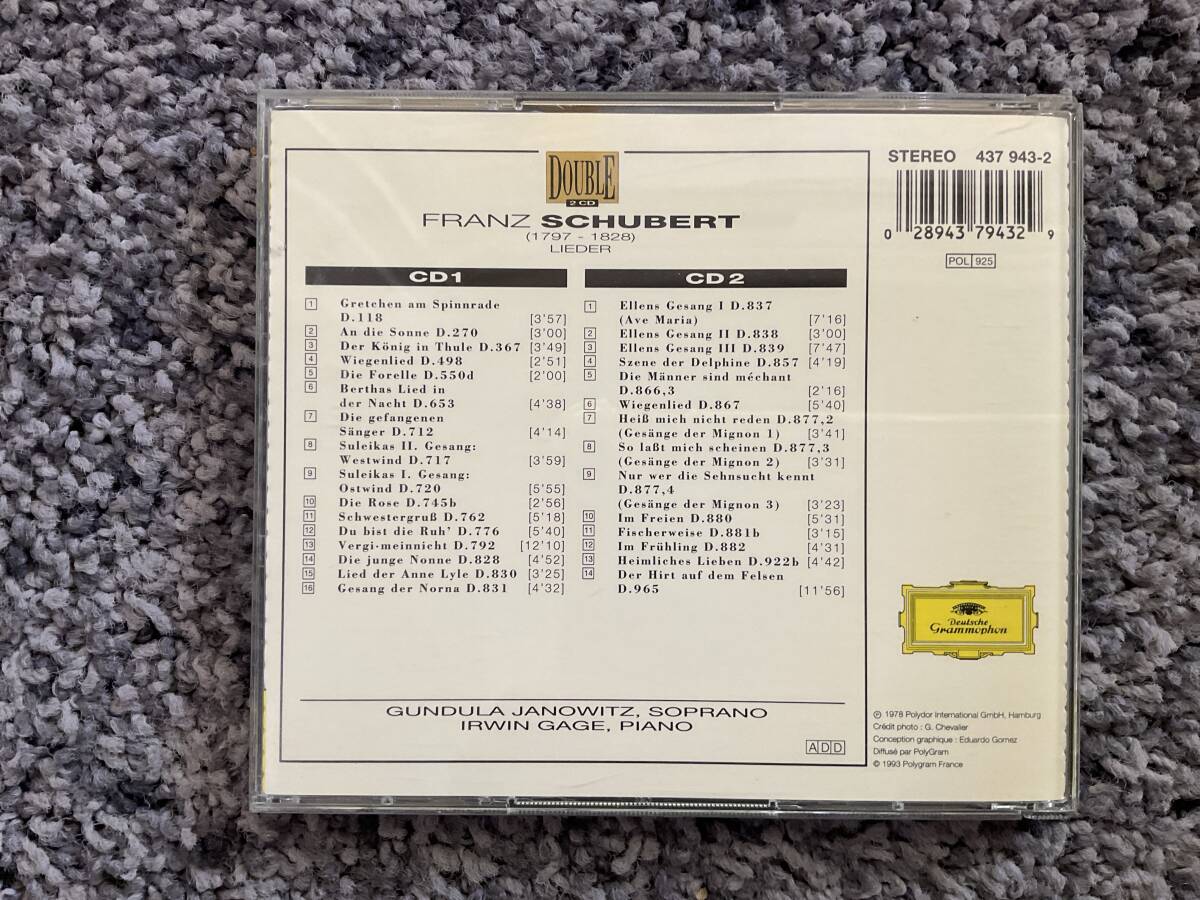 DOUBLE
2 CD
FRANZ SCHUBERT
(1797 - 1828)
LIEDER
CD 1
1 Gretchen am Spinnrade
D.118 [3'57]
2 An die Sonne D.270 [3'00]
3 Der König in Thule D.367 [3'49]
4 Wiegenlied D.498 [2'51]
5 Die Forelle D.550d [2'00]
6 Berthas Lied in
der Nacht D.653 [4'38]
7 Die gefangenen
Sänger D.712 [4'14]
8 Suleikas II. Gesang:
Westwind D.717 [3'59]
9 Suleikas I. Gesang:
Ostwind D.720 [5'55]
10 Die Rose D.745b [2'56]
11 Schwestergruß D.762 [5'18]
12 Du bist die Ruh' D.776 [5'40]
13 Vergi-meinnicht D.792 [12'10]
14 Die junge Nonne D.828 [4'52]
15 Lied der Anne Lyle D.830 [3'25]
16 Gesang der Norna D.831 [4'32]
CD 2
1 Ellens Gesang I D.837
(Ave Maria) [7'16]
2 Ellens Gesang II D.838 [3'00]
3 Ellens Gesang III D.839 [7'47]
4 Szene der Delphine D.857 [4'19]
5 Die Männer sind méchant
D.866,3 [2'16]
6 Wiegenlied D.867 [5'40]
7 Heiß mich nicht reden D.877,2
(Gesänge der Mignon 1) [3'41]
8 So laßt mich scheinen D.877,3
(Gesänge der Mignon 2) [3'31]
9 Nur wer die Sehnsucht kennt
D.877,4
(Gesänge der Mignon 3) [3'23]
10 Im Freien D.880 [5'31]
11 Fischerweise D.881b [3'15]
12 Im Frühling D.882 [4'31]
13 Heimliches Lieben D.922b [4'42]
14 Der Hirt auf dem Felsen
D.965 [11'56]
GUNDULA JANOWITZ, SOPRANO
IRWIN GAGE, PIANO
ADD
STEREO 437 943-2
0 28943 79432 9
POL 925
Deutsche
Grammophon
℗ 1978 Polydor International GmbH, Hamburg
Crédit photo : G. Chevalier
Conception graphique : Eduardo Gomez
Diffusé par PolyGram
© 1993 Polygram France